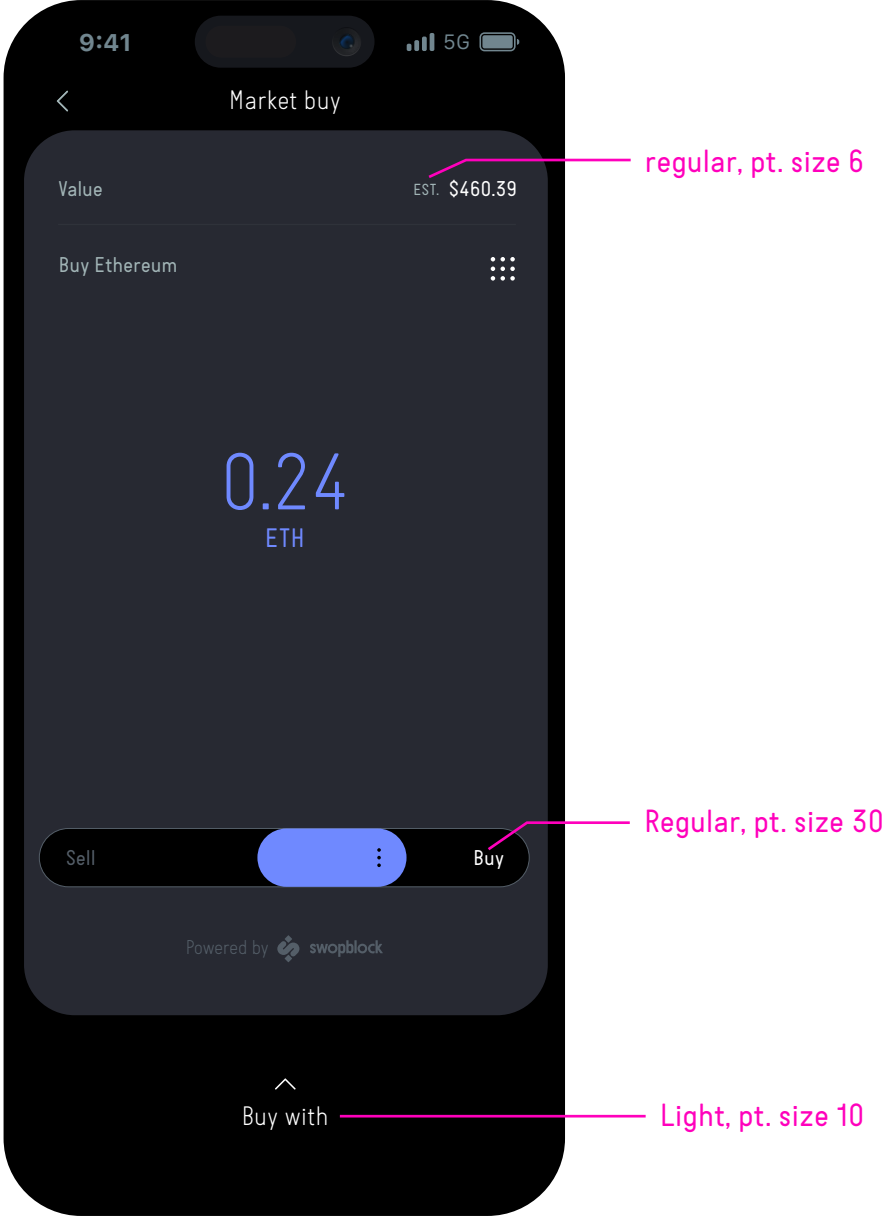 9:41 5G
Market buy
regular, pt. size 6
Value EST. $460.39
Buy Ethereum
0.24
ETH
Regular, pt. size 30
Sell Buy
Powered by swopblock
Buy with
Light, pt. size 10